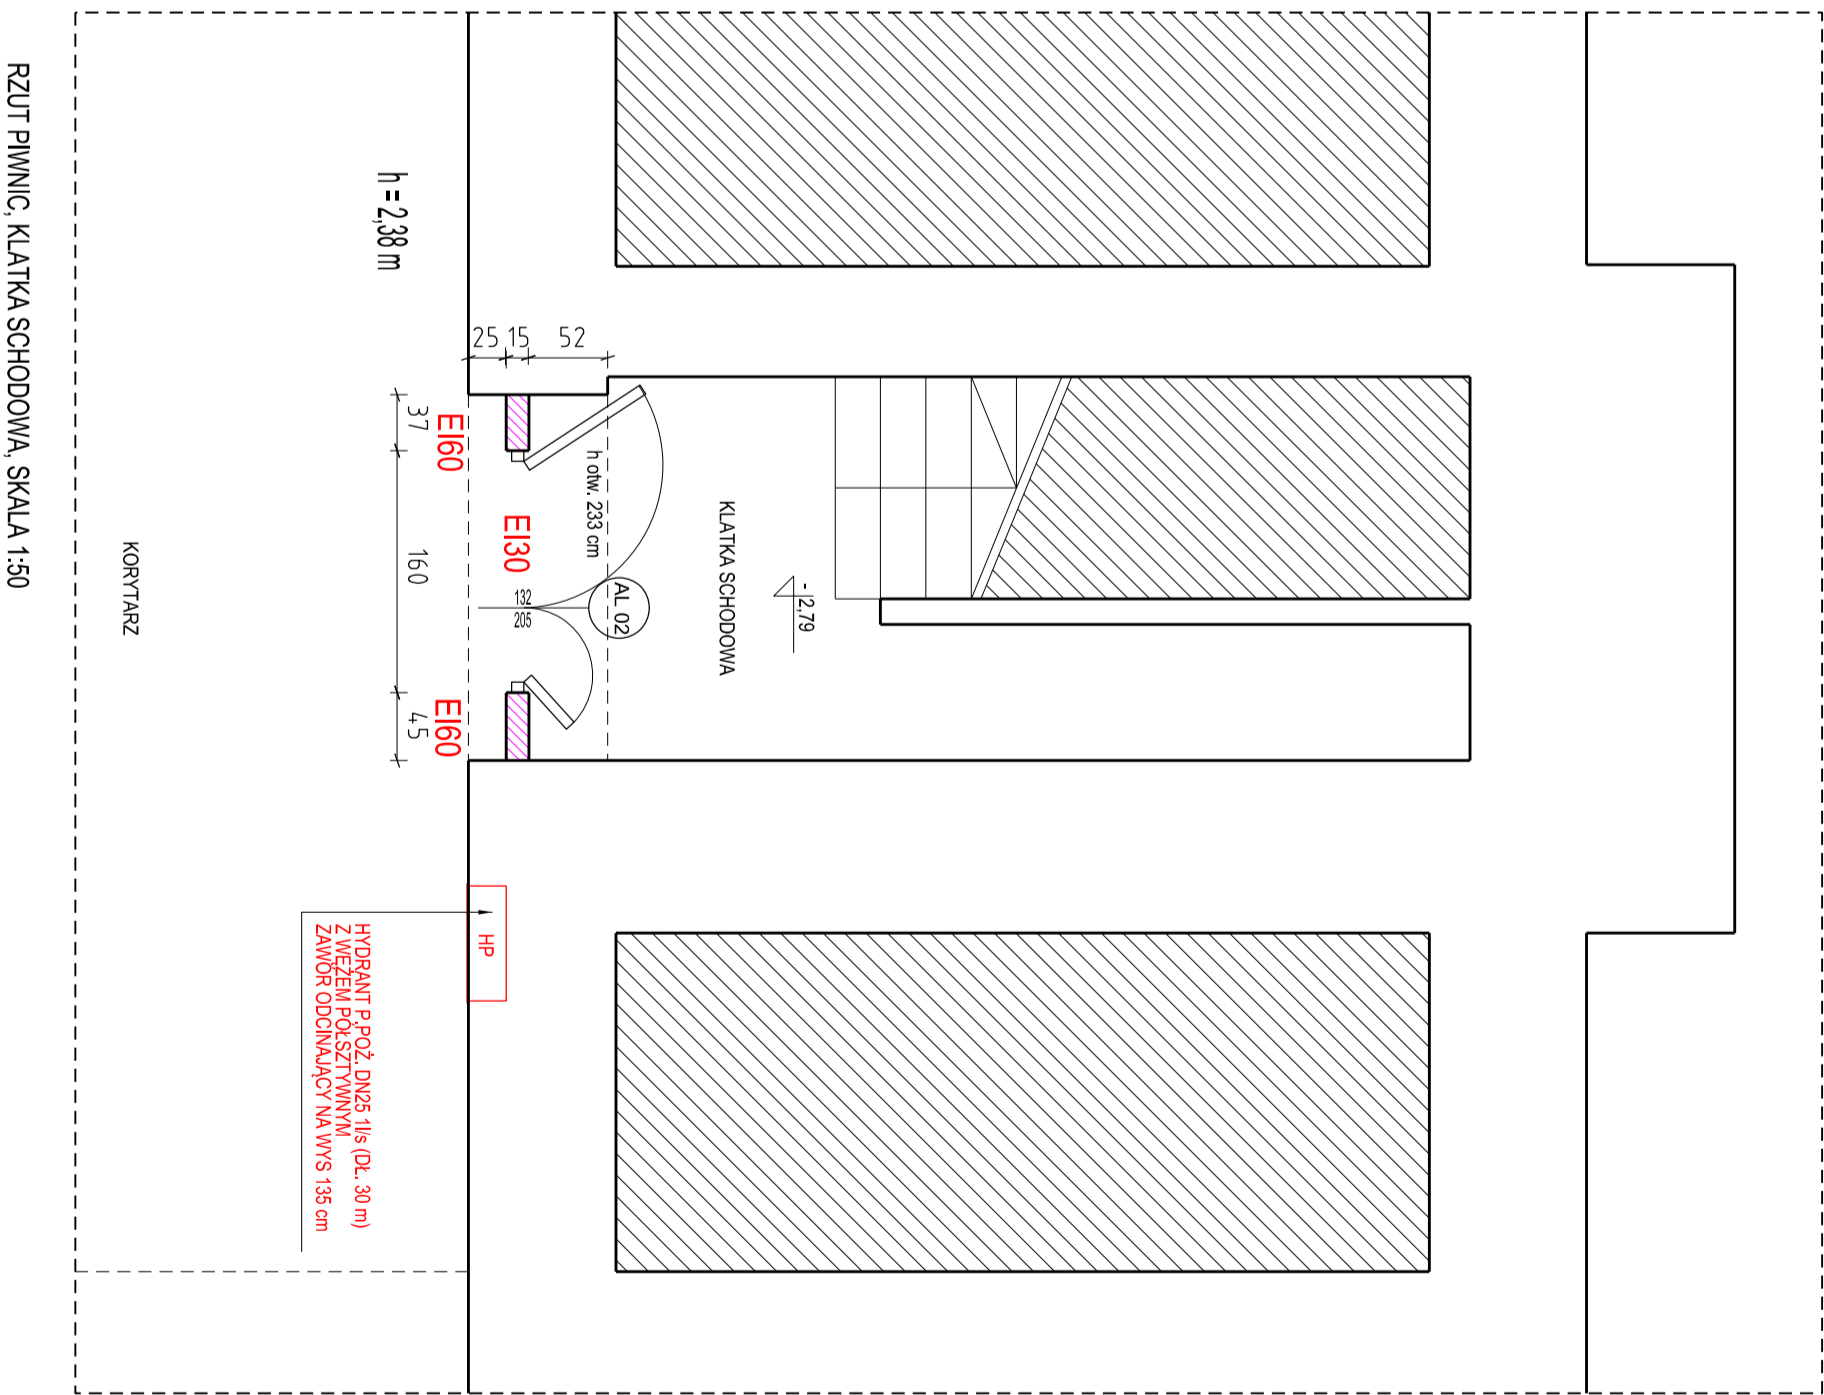 RZUT PIWNIC, KLATKA SCHODOWA, SKALA 1:50
KORYTARZ
h = 2,38 m
25 15 52
37 160 45
EI60
EI30
EI60
h otw. 233 cm
132
205
AL 02
KLATKA SCHODOWA
- 2,79
HP
HYDRANT P.POŻ. DN25 1l/s (DŁ. 30 m)
Z WĘŻEM PÓŁSZTYWNYM
ZAWÓR ODCINAJĄCY NA WYS 135 cm